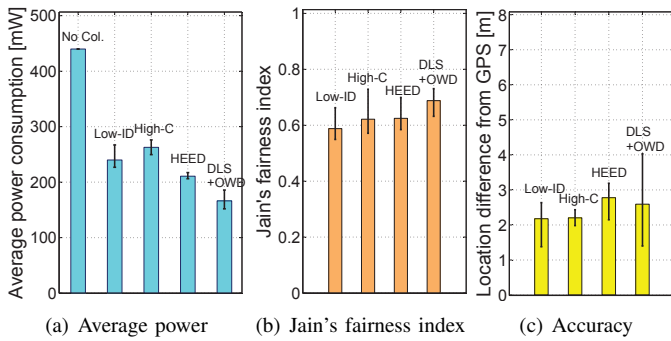 Average power consumption [mW]
500
400
300
200
100
0
No Col.
Low-ID
High-C
HEED
DLS
+OWD
(a) Average power
Jain's fairness index
1
0.8
0.6
0.4
0.2
0
Low-ID
High-C
HEED
DLS
+OWD
(b) Jain's fairness index
Location difference from GPS [m]
8
7
6
5
4
3
2
1
0
Low-ID
High-C
HEED
DLS
+OWD
(c) Accuracy